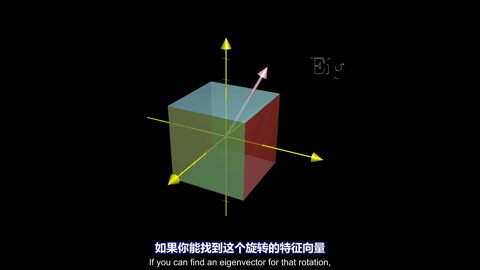 如果你能找到这个旋转的特征向量
If you can find an eigenvector for that rotation,